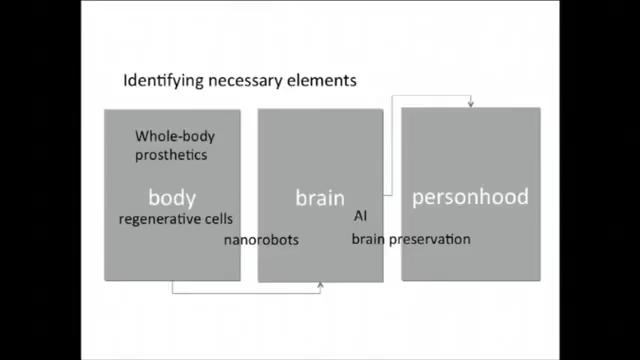 Identifying necessary elements
Whole-body
prosthetics
body
regenerative cells
nanorobots
brain
AI
brain preservation
personhood